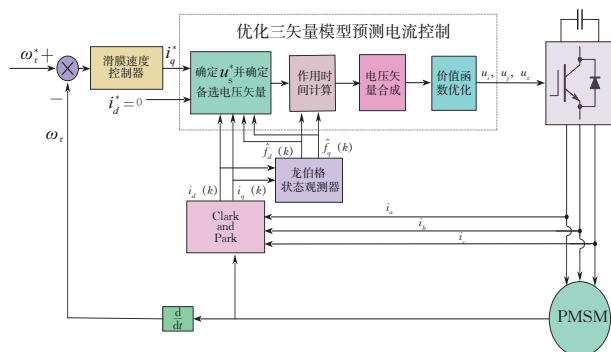 优化三矢量模型预测电流控制
ω*r +
−
ωr
滑膜速度
控制器
i*q
i*d=0
确定u*s并确定
备选电压矢量
作用时
间计算
电压矢
量合成
价值函
数优化
ui, uj, uz
f̂d(k)
f̂q(k)
龙伯格
状态观测器
id(k)
iq(k)
Clark
and
Park
ia
ib
ic
d
dt
PMSM